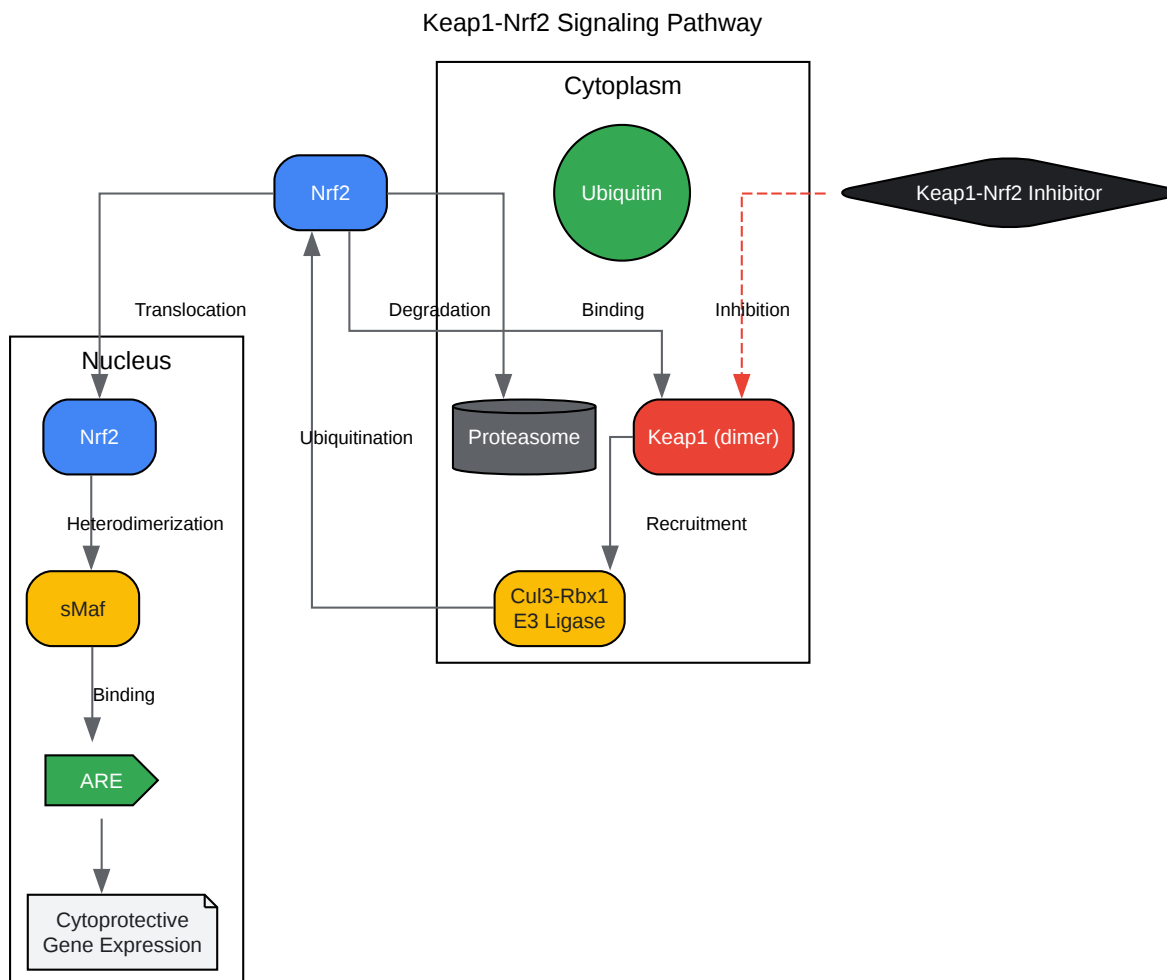 Keap1-Nrf2 Signaling Pathway
Cytoplasm
Nrf2
Ubiquitin
Keap1-Nrf2 Inhibitor
Translocation
Degradation
Binding
Inhibition
Nucleus
Nrf2
Ubiquitination
Proteasome
Keap1 (dimer)
Heterodimerization
Recruitment
sMaf
Cul3-Rbx1
E3 Ligase
Binding
ARE
Cytoprotective
Gene Expression